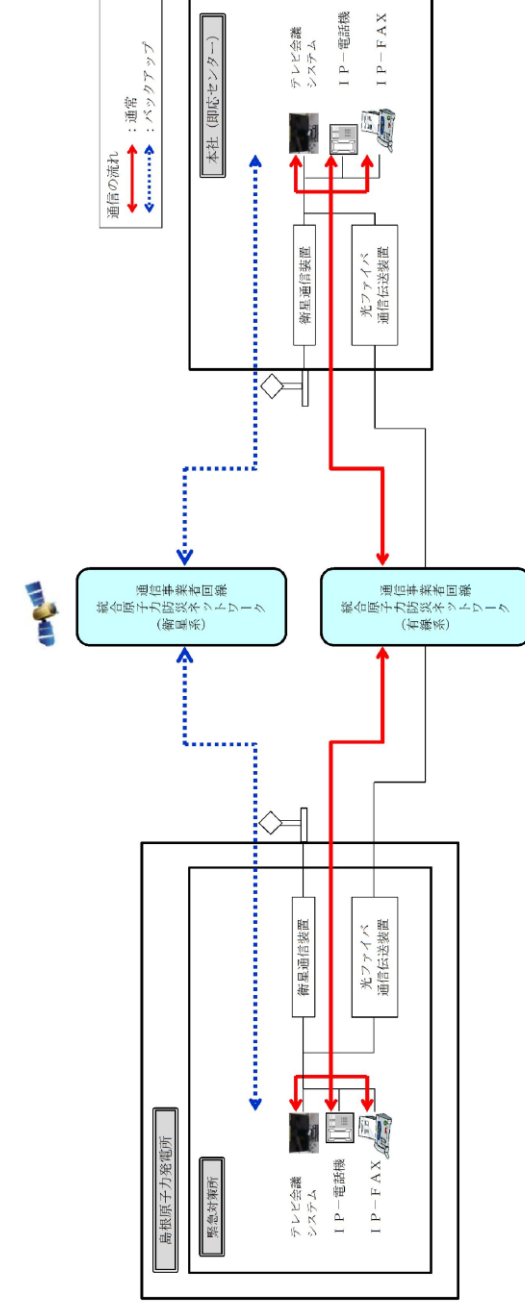 通信の流れ
：通常
：バックアップ
島根原子力発電所
緊急対策所
テレビ会議
システム
ＩＰ－電話機
ＩＰ－ＦＡＸ
衛星通信装置
光ファイバ
通信伝送装置
通信事業者回線
統合原子力防災ネットワーク
（衛星系）
通信事業者回線
統合原子力防災ネットワーク
（有線系）
本社（即応センター）
衛星通信装置
光ファイバ
通信伝送装置
テレビ会議
システム
ＩＰ－電話機
ＩＰ－ＦＡＸ